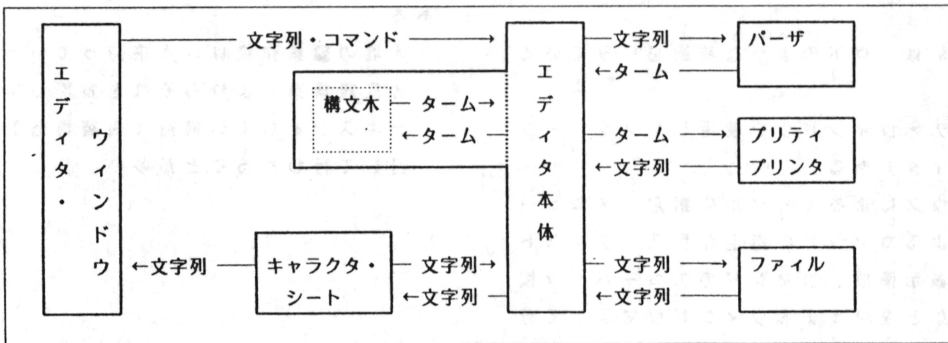 エディタ・ウィンドウ
文字列・コマンド
構文木
ターム
ターム
文字列
キャラクタ・
シート
文字列
文字列
エディタ本体
文字列
ターム
パーザ
ターム
文字列
プリティ
プリンタ
文字列
文字列
ファイル